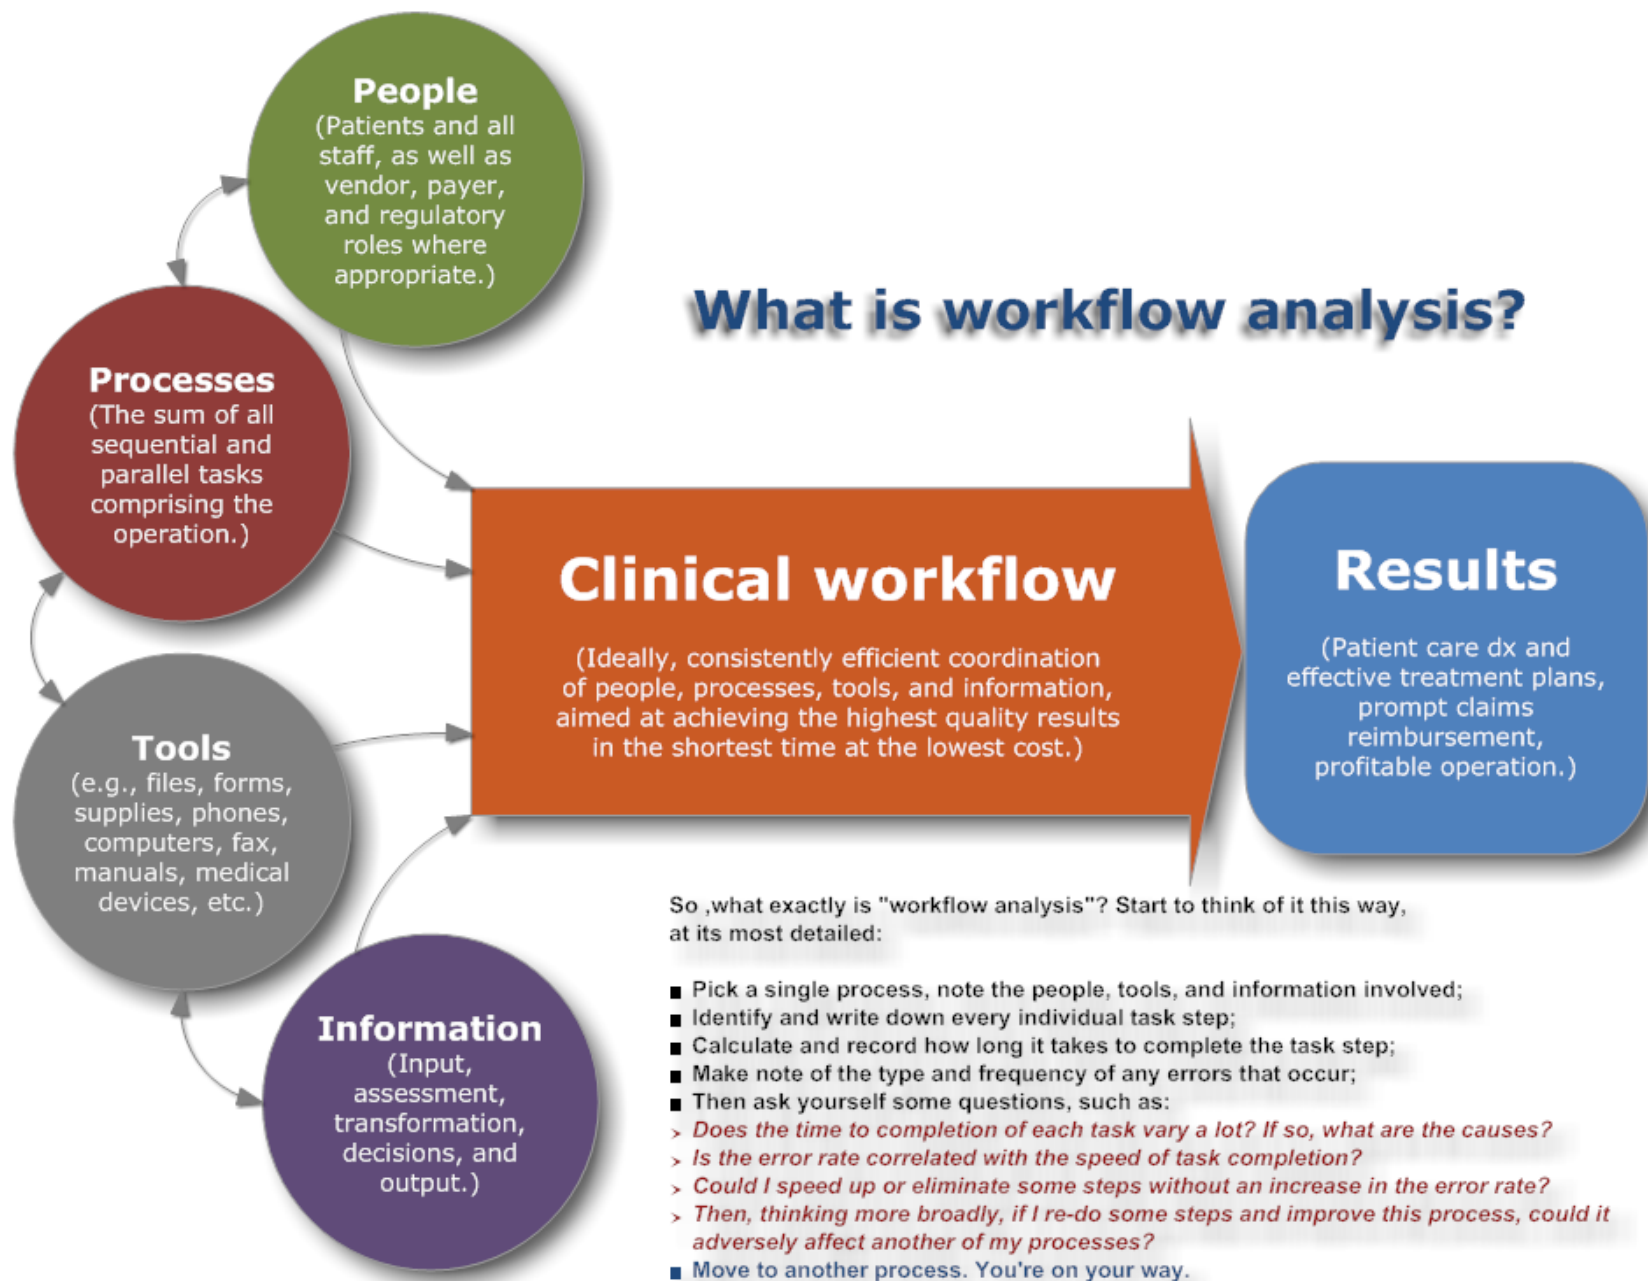 People
(Patients and all
staff, as well as
vendor, payer,
and regulatory
roles where
appropriate.)
What is workflow analysis?
Processes
(The sum of all
sequential and
parallel tasks
comprising the
operation.)
Clinical workflow
(Ideally, consistently efficient coordination
of people, processes, tools, and information,
aimed at achieving the highest quality results
in the shortest time at the lowest cost.)
Results
(Patient care dx and
effective treatment plans,
prompt claims
reimbursement,
profitable operation.)
Tools
(e.g., files, forms,
supplies, phones,
computers, fax,
manuals, medical
devices, etc.)
Information
(Input,
assessment,
transformation,
decisions, and
output.)
So ,what exactly is "workflow analysis"? Start to think of it this way,
at its most detailed:
■ Pick a single process, note the people, tools, and information involved;
■ Identify and write down every individual task step;
■ Calculate and record how long it takes to complete the task step;
■ Make note of the type and frequency of any errors that occur;
■ Then ask yourself some questions, such as:
> Does the time to completion of each task vary a lot? If so, what are the causes?
> Is the error rate correlated with the speed of task completion?
> Could I speed up or eliminate some steps without an increase in the error rate?
> Then, thinking more broadly, if I re-do some steps and improve this process, could it
adversely affect another of my processes?
■ Move to another process. You're on your way.